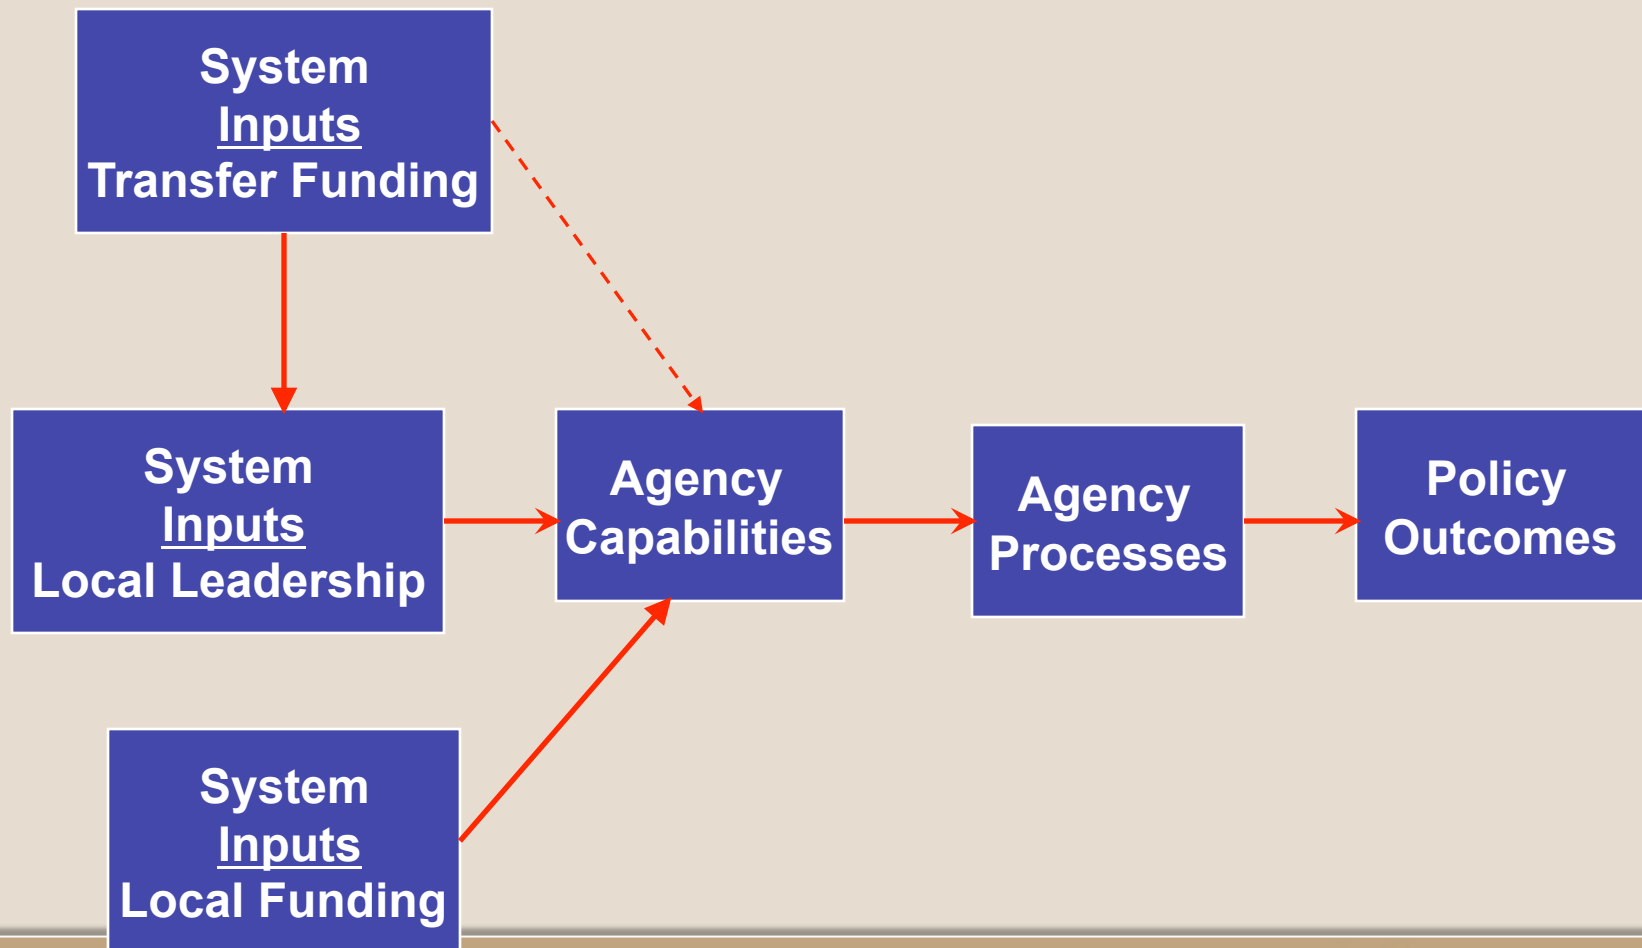 System
Inputs
Transfer Funding
System
Inputs
Local Leadership
Agency
Capabilities
Agency
Processes
Policy
Outcomes
System
Inputs
Local Funding